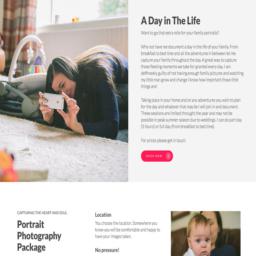 A Day in The Life
Want to go that extra mile for your family portraits?
Why not have me document a day in the life of your family. From
breakfast to bed time and all the adventures in between let me
capture your family throughout the day. A great way to capture
those fleeting moments we take for granted every day. I am
definitely guilty of not having enough family pictures and watching
my little man grow and change I know how important these little
things are!
Taking place in your home and/or any adventure you wish to plan
for the day and whatever that may be I will join in and document.
These sessions are limited through the year and may not be
possible in peak summer season due to weddings. I can do part day
(5 hours) or full day (from breakfast to bed time).
For prices please get in touch
BOOK NOW
CAPTURING THE HEART AND SOUL
Portrait
Photography
Package
Location
You choose the location. Somewhere you
know you will be comfortable and happy to
have your images taken.
No pressure!